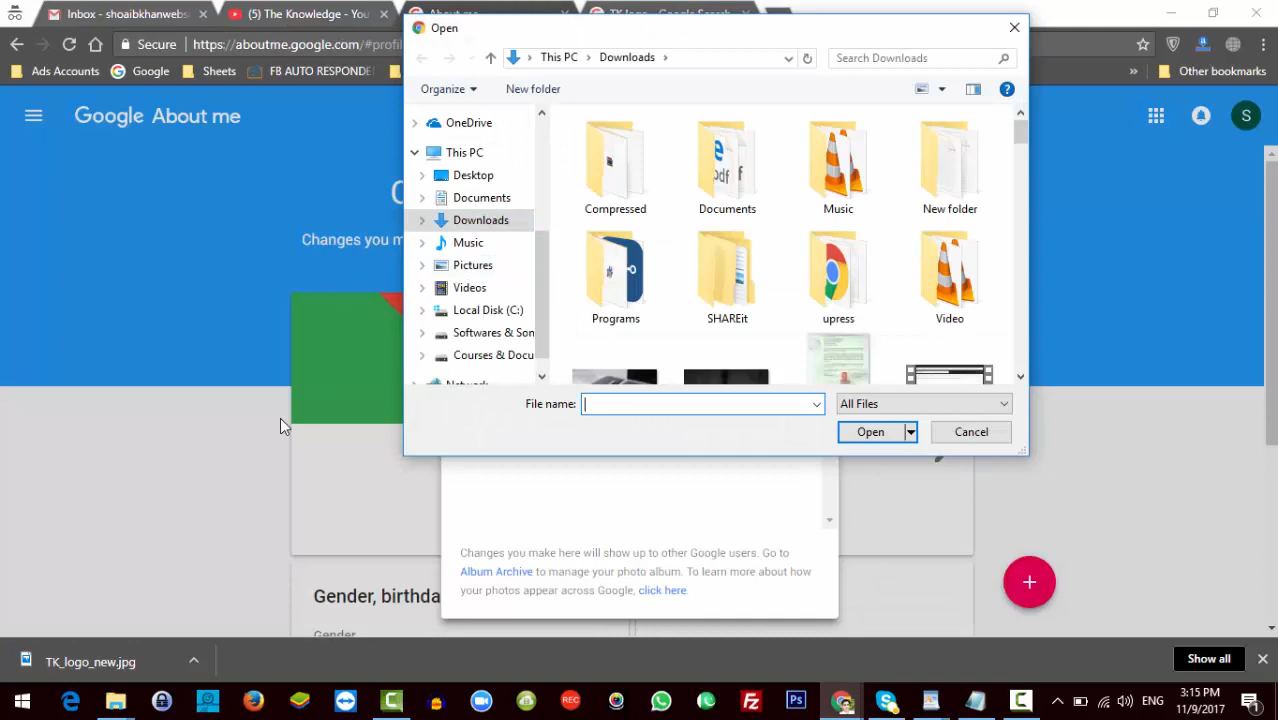 Inbox - shoaibkhanwebs
(5) The Knowledge - You
About me
TK logo - Google Search
Secure
https://aboutme.google.com/#profil
Ads Accounts
Google
Sheets
FB AUTO RESPONDE
»
Other bookmarks
Google About me
S
Changes you m
Gender, birthda
Gender
Open
This PC
Downloads
Search Downloads
Organize
New folder
OneDrive
This PC
Desktop
Documents
Downloads
Music
Pictures
Videos
Local Disk (C:)
Softwares & Son
Courses & Docu
Network
Compressed
Documents
Music
New folder
Programs
SHAREit
upress
Video
File name:
All Files
Open
Cancel
Changes you make here will show up to other Google users. Go to
Album Archive to manage your photo album. To learn more about how
your photos appear across Google, click here.
TK_logo_new.jpg
Show all
REC
Ps
ENG
3:15 PM
11/9/2017